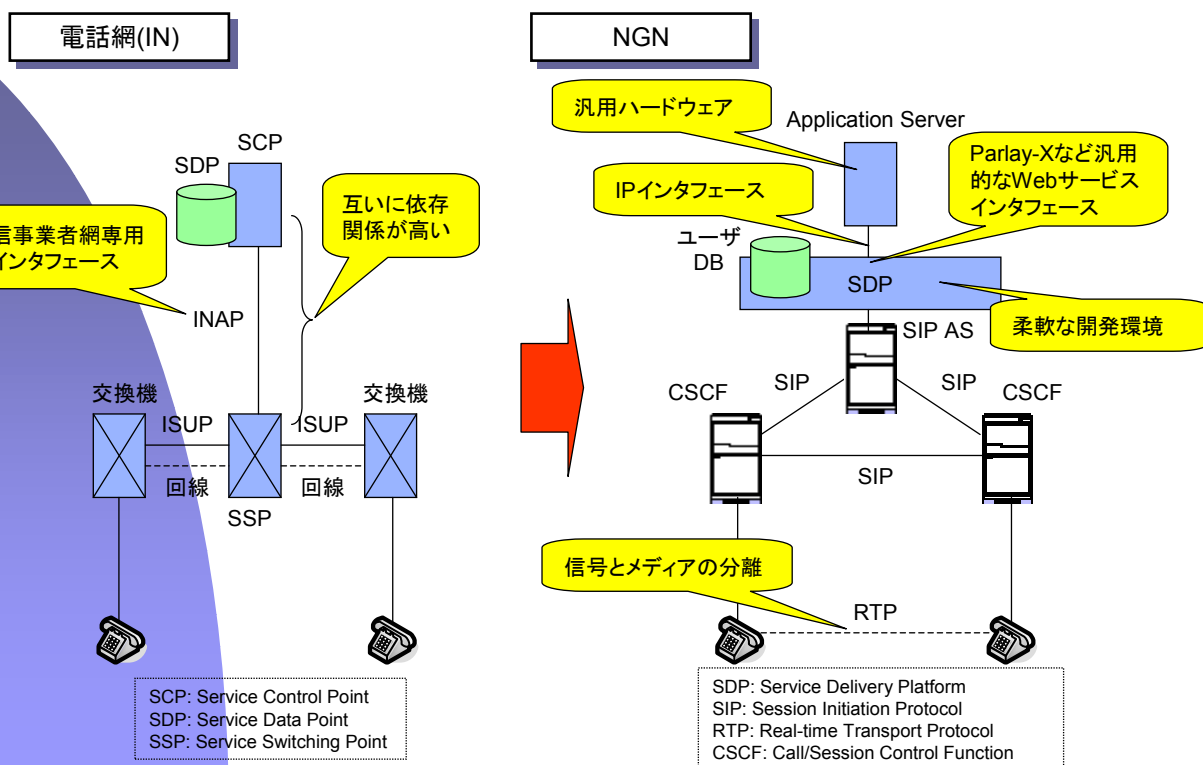 電話網(IN)
NGN
SCP
SDP
互いに依存
関係が高い
信事業者網専用
インタフェース
INAP
交換機
交換機
ISUP
ISUP
回線
回線
SSP
SCP: Service Control Point
SDP: Service Data Point
SSP: Service Switching Point
汎用ハードウェア
Application Server
Parlay-Xなど汎用
的なWebサービス
インタフェース
IPインタフェース
ユーザ
DB
SDP
SIP AS
柔軟な開発環境
SIP
SIP
CSCF
CSCF
SIP
信号とメディアの分離
RTP
SDP: Service Delivery Platform
SIP: Session Initiation Protocol
RTP: Real-time Transport Protocol
CSCF: Call/Session Control Function